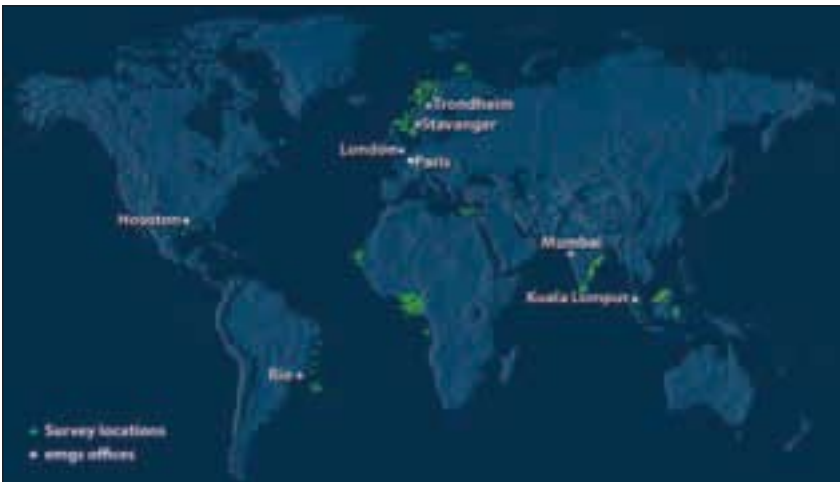 Trondheim
Stavanger
London
Paris
Houston
Mumbai
Kuala Lumpur
Rio
Survey locations
emgs offices